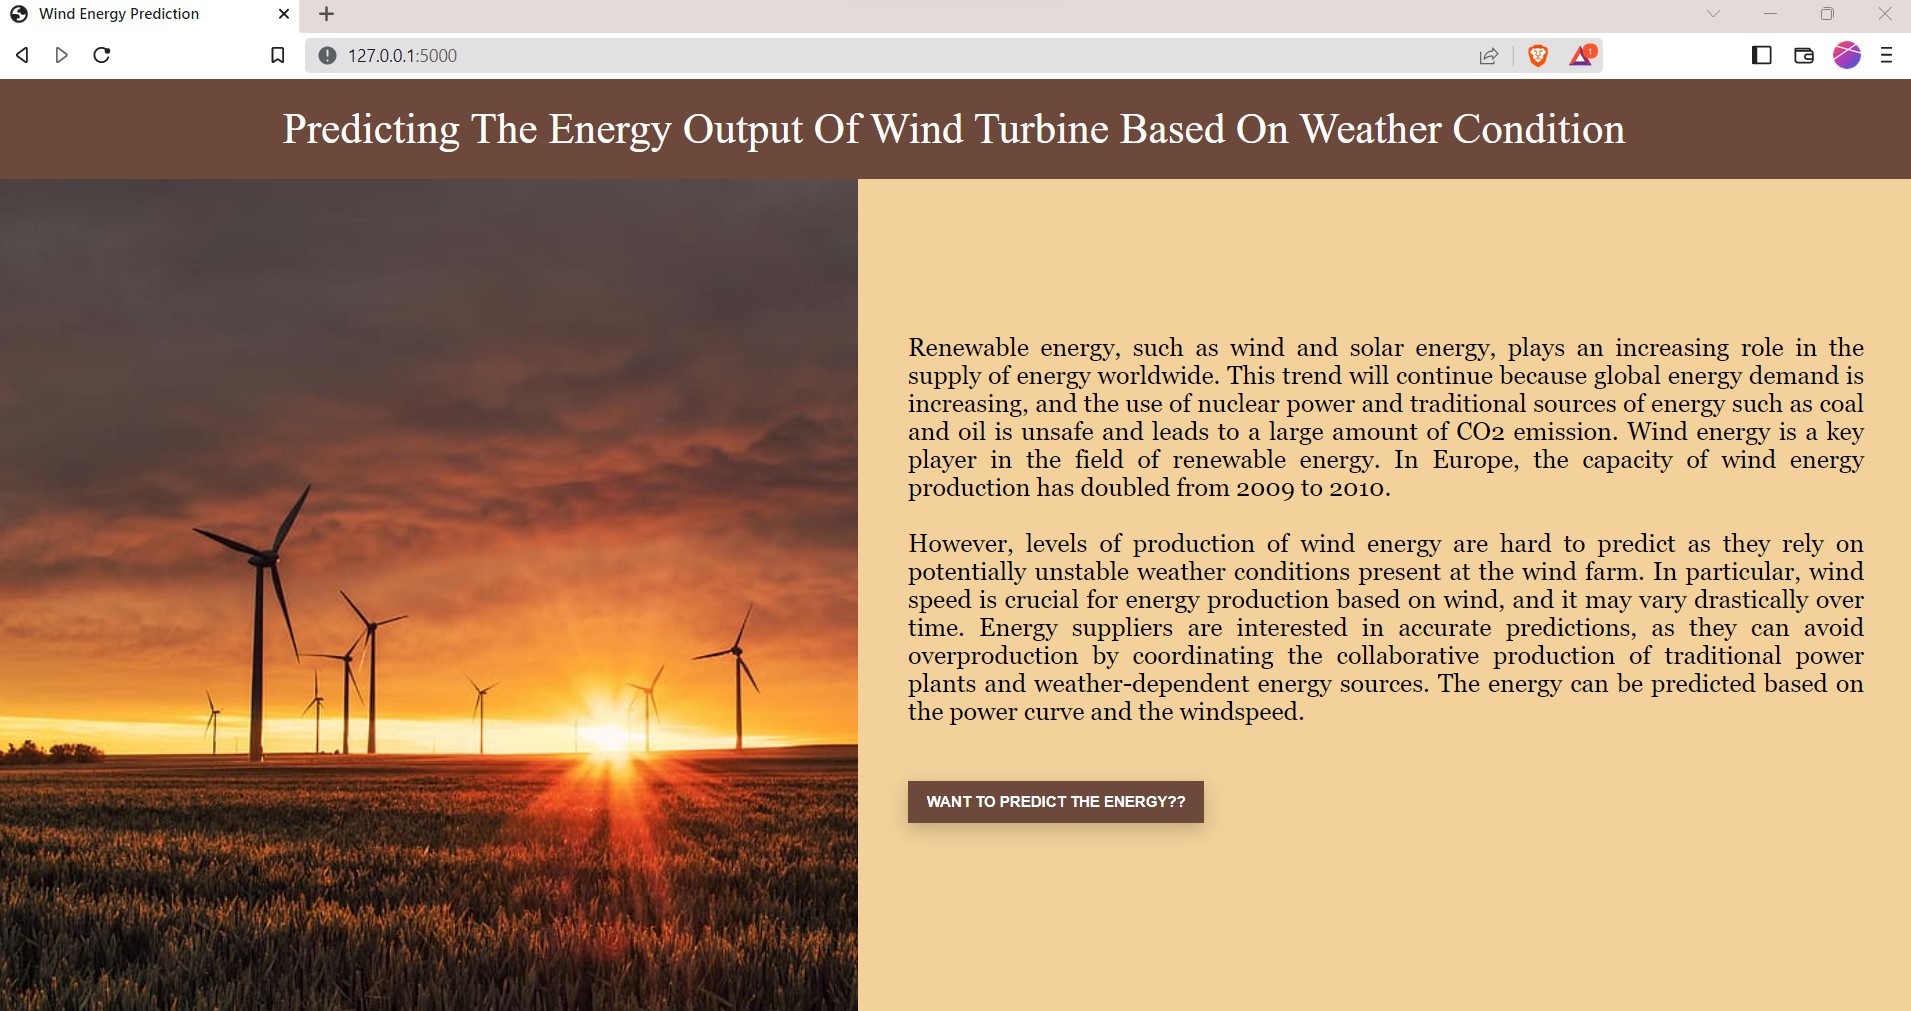 Wind Energy Prediction
127.0.0.1:5000
1
Predicting The Energy Output Of Wind Turbine Based On Weather Condition
Renewable energy, such as wind and solar energy, plays an increasing role in the
supply of energy worldwide. This trend will continue because global energy demand is
increasing, and the use of nuclear power and traditional sources of energy such as coal
and oil is unsafe and leads to a large amount of CO2 emission. Wind energy is a key
player in the field of renewable energy. In Europe, the capacity of wind energy
production has doubled from 2009 to 2010.
However, levels of production of wind energy are hard to predict as they rely on
potentially unstable weather conditions present at the wind farm. In particular, wind
speed is crucial for energy production based on wind, and it may vary drastically over
time. Energy suppliers are interested in accurate predictions, as they can avoid
overproduction by coordinating the collaborative production of traditional power
plants and weather-dependent energy sources. The energy can be predicted based on
the power curve and the windspeed.
WANT TO PREDICT THE ENERGY??